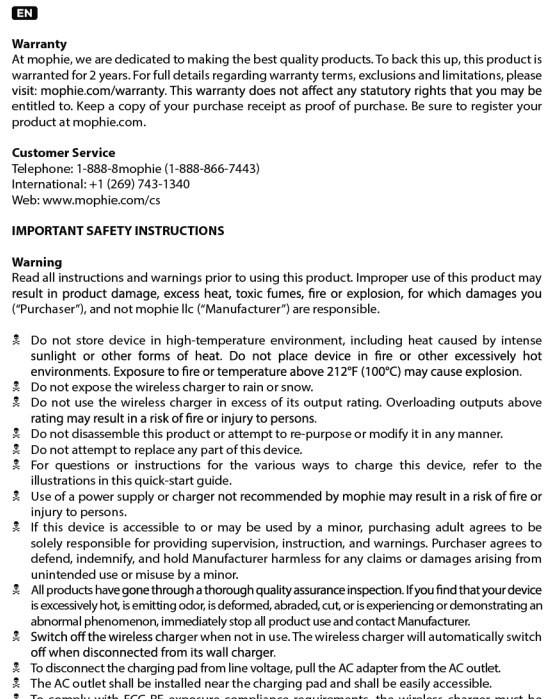 EN
Warranty
At mophie, we are dedicated to making the best quality products. To back this up, this product is
warranted for 2 years. For full details regarding warranty terms, exclusions and limitations, please
visit: mophie.com/warranty. This warranty does not affect any statutory rights that you may be
entitled to. Keep a copy of your purchase receipt as proof of purchase. Be sure to register your
product at mophie.com.
Customer Service
Telephone: 1-888-8mophie (1-888-866-7443)
International: +1 (269) 743-1340
Web: www.mophie.com/cs
IMPORTANT SAFETY INSTRUCTIONS
Warning
Read all instructions and warnings prior to using this product. Improper use of this product may
result in product damage, excess heat, toxic fumes, fire or explosion, for which damages you
("Purchaser"), and not mophie llc ("Manufacturer") are responsible.
☠ Do not store device in high-temperature environment, including heat caused by intense
sunlight or other forms of heat. Do not place device in fire or other excessively hot
environments. Exposure to fire or temperature above 212°F (100°C) may cause explosion.
☠ Do not expose the wireless charger to rain or snow.
☠ Do not use the wireless charger in excess of its output rating. Overloading outputs above
rating may result in a risk of fire or injury to persons.
☠ Do not disassemble this product or attempt to re-purpose or modify it in any manner.
☠ Do not attempt to replace any part of this device.
☠ For questions or instructions for the various ways to charge this device, refer to the
illustrations in this quick-start guide.
☠ Use of a power supply or charger not recommended by mophie may result in a risk of fire or
injury to persons.
☠ If this device is accessible to or may be used by a minor, purchasing adult agrees to be
solely responsible for providing supervision, instruction, and warnings. Purchaser agrees to
defend, indemnify, and hold Manufacturer harmless for any claims or damages arising from
unintended use or misuse by a minor.
☠ All products have gone through a thorough quality assurance inspection. If you find that your device
is excessively hot, is emitting odor, is deformed, abraded, cut, or is experiencing or demonstrating an
abnormal phenomenon, immediately stop all product use and contact Manufacturer.
☠ Switch off the wireless charger when not in use. The wireless charger will automatically switch
off when disconnected from its wall charger.
☠ To disconnect the charging pad from line voltage, pull the AC adapter from the AC outlet.
☠ The AC outlet shall be installed near the charging pad and shall be easily accessible.
☠ To comply with FCC RF exposure compliance requirements, the wireless charger must be